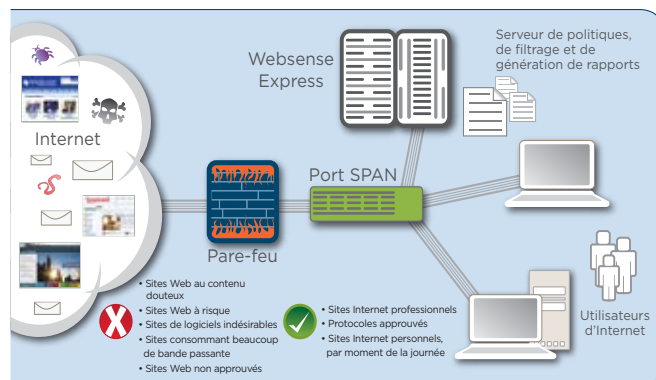 Websense
Express
Serveur de politiques,
de filtrage et de
génération de rapports
Internet
Port SPAN
Pare-feu
• Sites Web au contenu
douteux
• Sites Web à risque
• Sites de logiciels indésirables
• Sites consommant beaucoup
de bande passante
• Sites Web non approuvés
• Sites Internet professionnels
• Protocoles approuvés
• Sites Internet personnels,
par moment de la journée
Utilisateurs
d'Internet